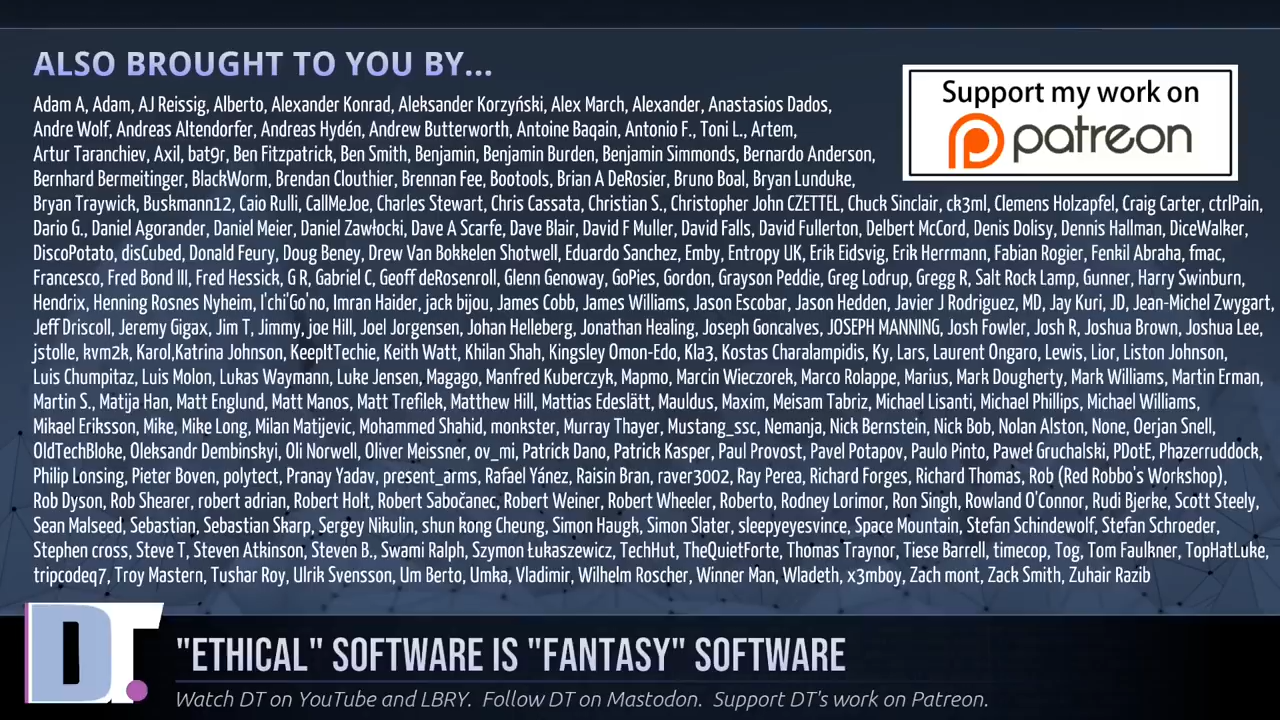 ALSO BROUGHT TO YOU BY...
Adam A, Adam, AJ Reissig, Alberto, Alexander Konrad, Aleksander Korzyński, Alex March, Alexander, Anastasios Dados,
Andre Wolf, Andreas Altendorfer, Andreas Hydén, Andrew Butterworth, Antoine Baqain, Antonio F., Toni L., Artem,
Artur Taranchiev, Axil, bat9r, Ben Fitzpatrick, Ben Smith, Benjamin, Benjamin Burden, Benjamin Simmonds, Bernardo Anderson,
Bernhard Bermeitinger, BlackWorm, Brendan Clouthier, Brennan Fee, Bootools, Brian A DeRosier, Bruno Boal, Bryan Lunduke,
Support my work on
patreon
Bryan Traywick, Buskmann12, Caio Rulli, CallMeJoe, Charles Stewart, Chris Cassata, Christian S., Christopher John CZETTEL, Chuck Sinclair, ck3ml, Clemens Holzapfel, Craig Carter, ctrlPain,
Dario G., Daniel Agorander, Daniel Meier, Daniel Zawłocki, Dave A Scarfe, Dave Blair, David F Muller, David Falls, David Fullerton, Delbert McCord, Denis Dolisy, Dennis Hallman, DiceWalker,
DiscoPotato, disCubed, Donald Feury, Doug Beney, Drew Van Bokkelen Shotwell, Eduardo Sanchez, Emby, Entropy UK, Erik Eidsvig, Erik Herrmann, Fabian Rogier, Fenkil Abraha, fmac,
Francesco, Fred Bond III, Fred Hessick, G R, Gabriel C, Geoff deRosenroll, Glenn Genoway, GoPies, Gordon, Grayson Peddie, Greg Lodrup, Gregg R, Salt Rock Lamp, Gunner, Harry Swinburn,
Hendrix, Henning Rosnes Nyheim, I'chi'Go'no, Imran Haider, jack bijou, James Cobb, James Williams, Jason Escobar, Jason Hedden, Javier J Rodriguez, MD, Jay Kuri, JD, Jean-Michel Zwygart,
Jeff Driscoll, Jeremy Gigax, Jim T, Jimmy, joe Hill, Joel Jorgensen, Johan Helleberg, Jonathan Healing, Joseph Goncalves, JOSEPH MANNING, Josh Fowler, Josh R, Joshua Brown, Joshua Lee,
jstolle, kvm2k, Karol,Katrina Johnson, KeepItTechie, Keith Watt, Khilan Shah, Kingsley Omon-Edo, Kla3, Kostas Charalampidis, Ky, Lars, Laurent Ongaro, Lewis, Lior, Liston Johnson,
Luis Chumpitaz, Luis Molon, Lukas Waymann, Luke Jensen, Magago, Manfred Kuberczyk, Mapmo, Marcin Wieczorek, Marco Rolappe, Marius, Mark Dougherty, Mark Williams, Martin Erman,
Martin S., Matija Han, Matt Englund, Matt Manos, Matt Trefilek, Matthew Hill, Mattias Edeslätt, Mauldus, Maxim, Meisam Tabriz, Michael Lisanti, Michael Phillips, Michael Williams,
Mikael Eriksson, Mike, Mike Long, Milan Matijevic, Mohammed Shahid, monkster, Murray Thayer, Mustang_ssc, Nemanja, Nick Bernstein, Nick Bob, Nolan Alston, None, Oerjan Snell,
OldTechBloke, Oleksandr Dembinskyi, Oli Norwell, Oliver Meissner, ov_mi, Patrick Dano, Patrick Kasper, Paul Provost, Pavel Potapov, Paulo Pinto, Paweł Gruchalski, PDotE, Phazerruddock,
Philip Lonsing, Pieter Boven, polytect, Pranay Yadav, present_arms, Rafael Yánez, Raisin Bran, raver3002, Ray Perea, Richard Forges, Richard Thomas, Rob (Red Robbo's Workshop),
Rob Dyson, Rob Shearer, robert adrian, Robert Holt, Robert Sabočanec, Robert Weiner, Robert Wheeler, Roberto, Rodney Lorimor, Ron Singh, Rowland O'Connor, Rudi Bjerke, Scott Steely,
Sean Malseed, Sebastian, Sebastian Skarp, Sergey Nikulin, shun kong Cheung, Simon Haugk, Simon Slater, sleepyeyesvince, Space Mountain, Stefan Schindewolf, Stefan Schroeder,
Stephen cross, Steve T, Steven Atkinson, Steven B., Swami Ralph, Szymon Łukaszewicz, TechHut, TheQuietForte, Thomas Traynor, Tiese Barrell, timecop, Tog, Tom Faulkner, TopHatLuke,
tripcodeq7, Troy Mastern, Tushar Roy, Ulrik Svensson, Um Berto, Umka, Vladimir, Wilhelm Roscher, Winner Man, Wladeth, x3mboy, Zach mont, Zack Smith, Zuhair Razib
DT.
"ETHICAL" SOFTWARE IS "FANTASY" SOFTWARE
Watch DT on YouTube and LBRY. Follow DT on Mastodon. Support DT's work on Patreon.